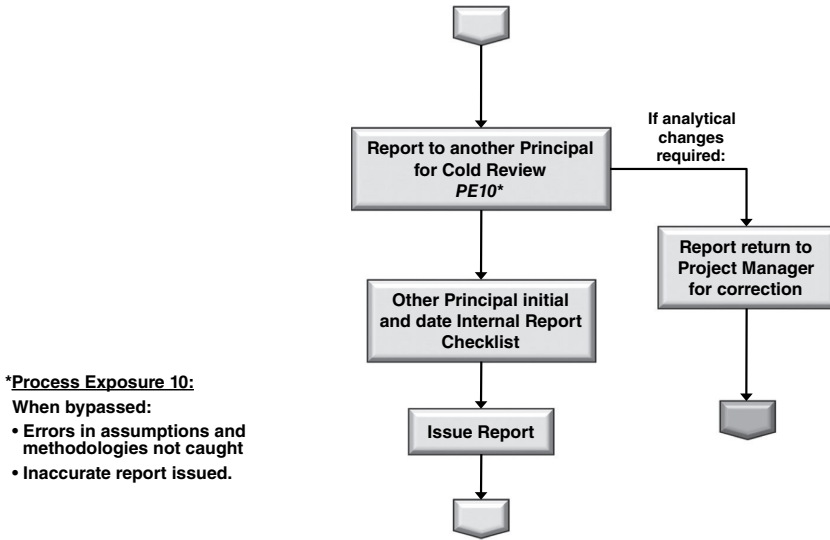 Report to another Principal
for Cold Review
PE10*
If analytical
changes
required:
Report return to
Project Manager
for correction
Other Principal initial
and date Internal Report
Checklist
Issue Report
*Process Exposure 10:
When bypassed:
• Errors in assumptions and
methodologies not caught
• Inaccurate report issued.